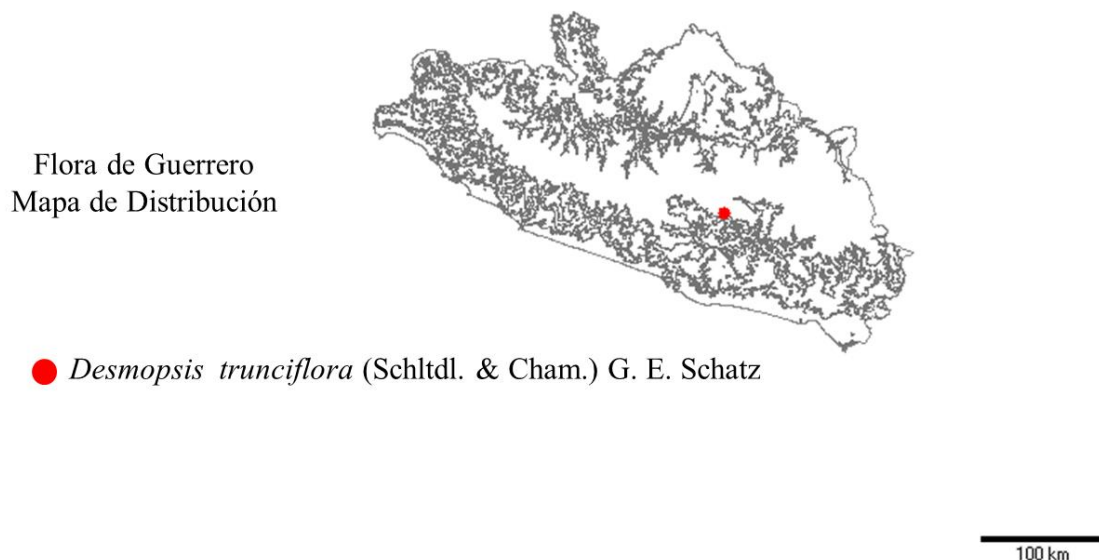 Flora de Guerrero
Mapa de Distribución
Desmopsis trunciflora (Schltdl. & Cham.) G. E. Schatz
100 km